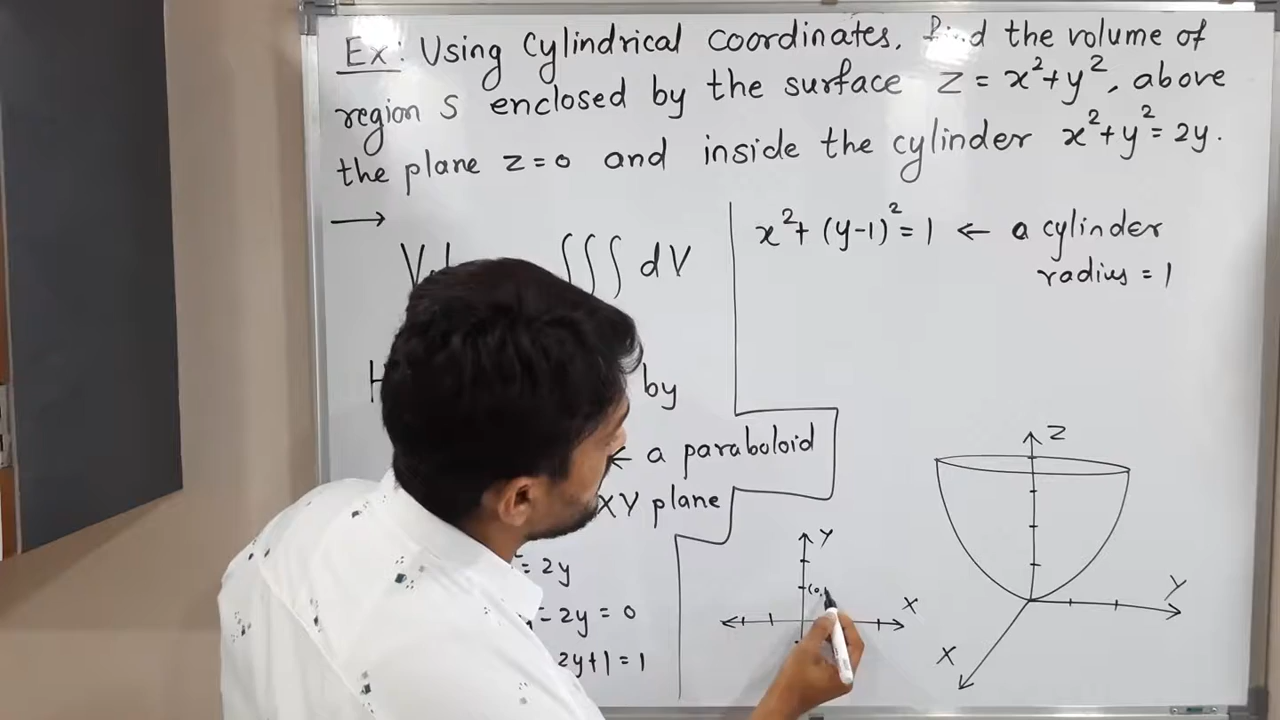 Ex: Using Cylindrical coordinates, find the volume of
region S enclosed by the surface z = x²+y², above
the plane z=0 and inside the cylinder x²+y²= 2y.
→
∭ dV
by
← a paraboloid
XY plane
= 2y
- 2y = 0
2y+1 = 1
x²+ (y-1)² = 1 ← a cylinder
radius = 1
Y
X
(0,
Z
Y
X